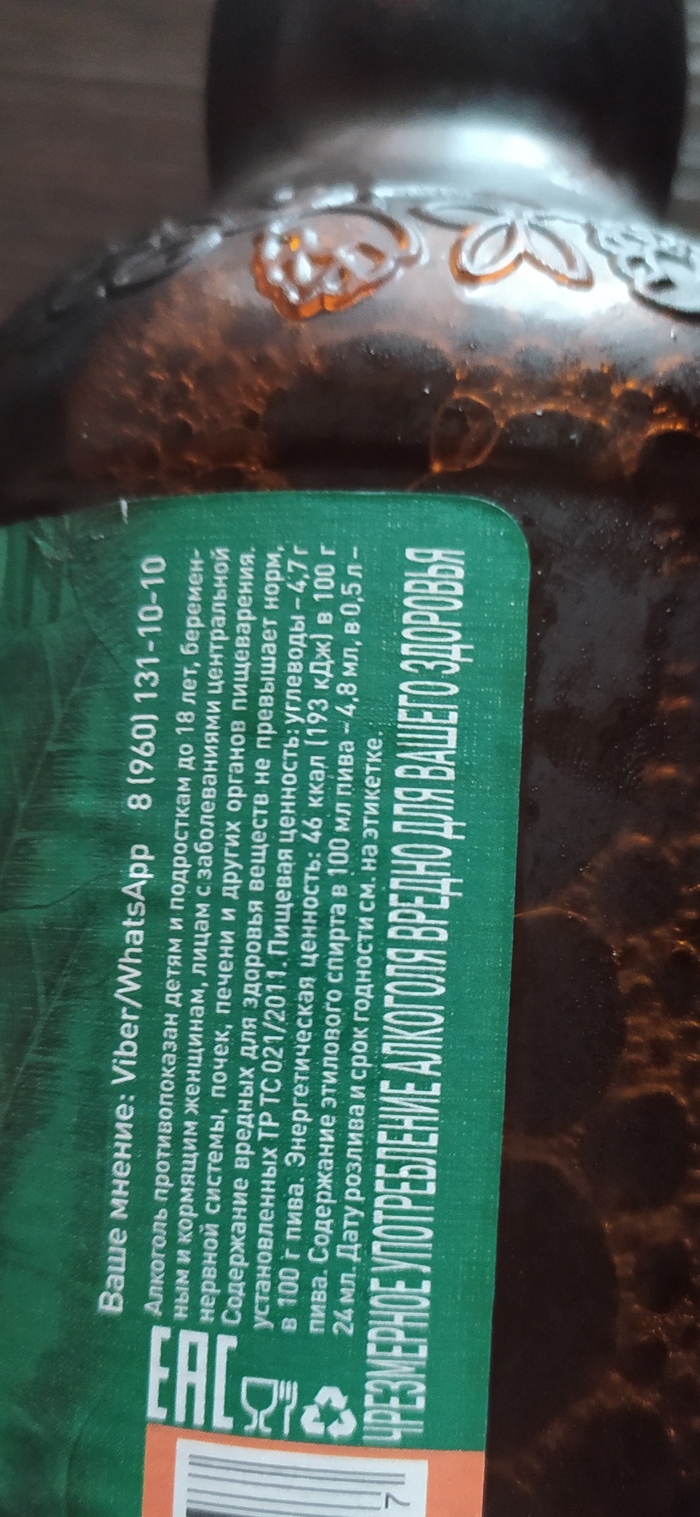 Ваше мнение: Viber/WhatsApp 8 (960) 131-10-10
Алкоголь противопоказан детям и подросткам до 18 лет, беремен-
ным и кормящим женщинам, лицам с заболеваниями центральной
нервной системы, почек, печени и других органов пищеварения.
Содержание вредных для здоровья веществ не превышает норм,
установленных ТР ТС 021/2011. Пищевая ценность: углеводы – 4,7 г
в 100 г пива. Энергетическая ценность: 46 ккал (193 кДж) в 100 г
пива. Содержание этилового спирта в 100 мл пива – 4,8 мл, в 0,5 л –
24 мл. Дату розлива и срок годности см. на этикетке.
ЧРЕЗМЕРНОЕ УПОТРЕБЛЕНИЕ АЛКОГОЛЯ ВРЕДНО ДЛЯ ВАШЕГО ЗДОРОВЬЯ
EAC
7